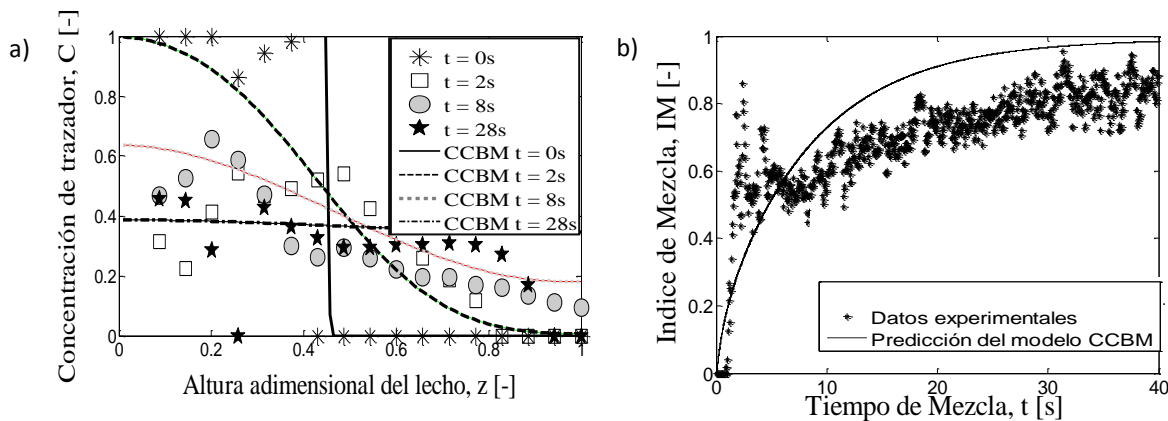 a)
Concentración de trazador, C [-]
1
0.8
0.6
0.4
0.2
0
0
0.2
0.4
0.6
0.8
1
Altura adimensional del lecho, z [-]
t = 0s
t = 2s
t = 8s
t = 28s
CCBM t = 0s
CCBM t = 2s
CCBM t = 8s
CCBM t = 28s
b)
Indice de Mezcla, IM [-]
1
0.8
0.6
0.4
0.2
0
0
10
20
30
40
Tiempo de Mezcla, t [s]
Datos experimentales
Predicción del modelo CCBM